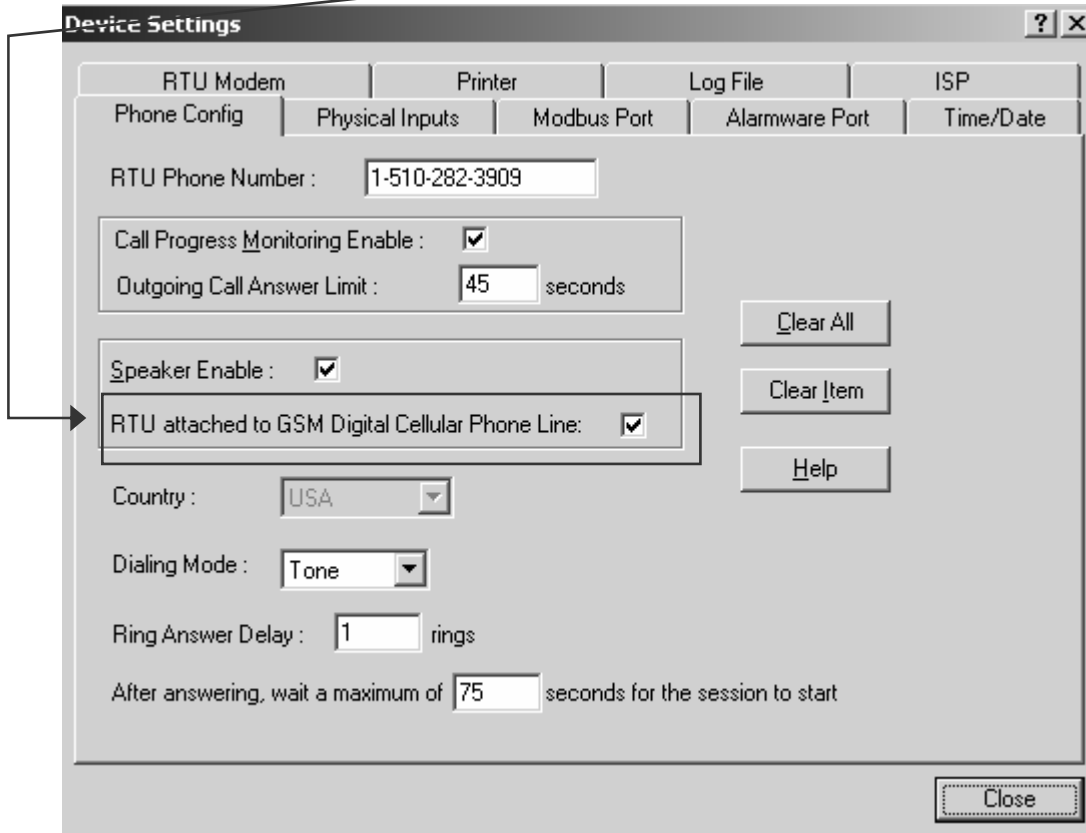 Device Settings
RTU Modem Printer Log File ISP
Phone Config Physical Inputs Modbus Port Alarmware Port Time/Date
RTU Phone Number : 1-510-282-3909
Call Progress Monitoring Enable :
Outgoing Call Answer Limit : 45 seconds
Clear All
Speaker Enable :
Clear Item
RTU attached to GSM Digital Cellular Phone Line:
Help
Country : USA
Dialing Mode : Tone
Ring Answer Delay : 1 rings
After answering, wait a maximum of 75 seconds for the session to start
Close